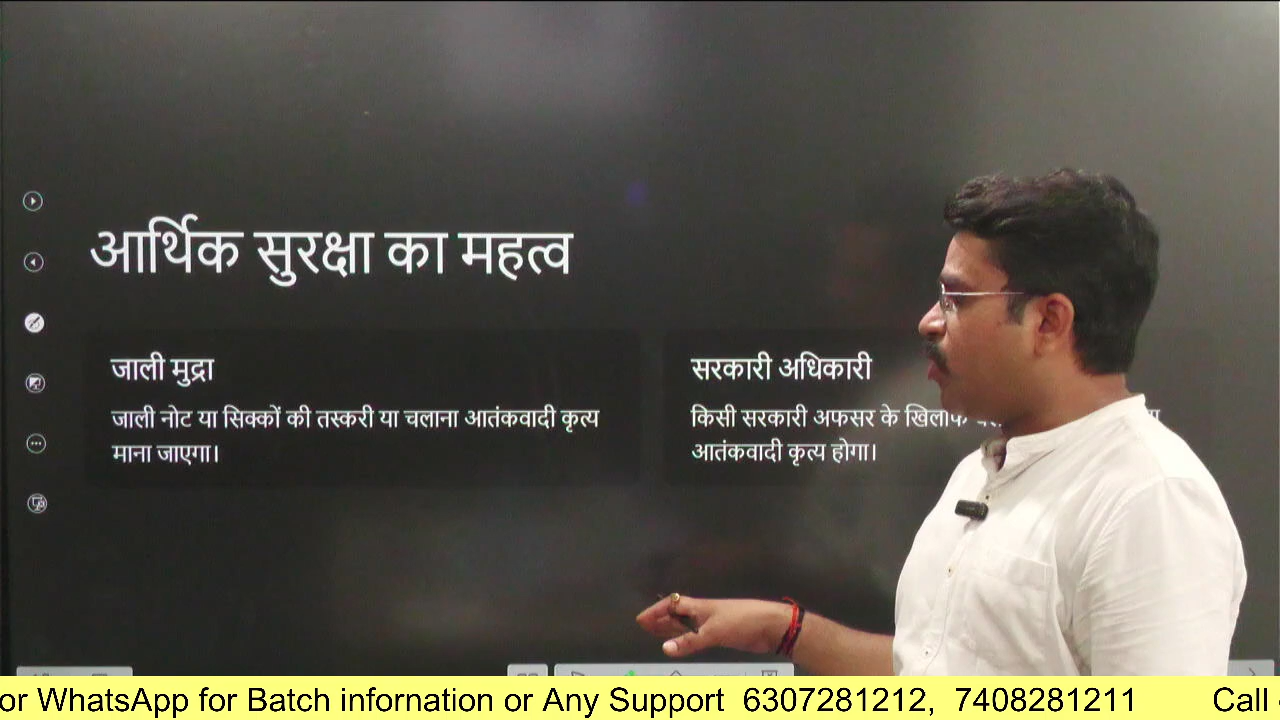 आर्थिक सुरक्षा का महत्व
जाली मुद्रा
जाली नोट या सिक्कों की तस्करी या चलाना आतंकवादी कृत्य
माना जाएगा।
सरकारी अधिकारी
किसी सरकारी अफसर के खिलाफ
आतंकवादी कृत्य होगा।
or WhatsApp for Batch infornation or Any Support 6307281212, 7408281211 Call